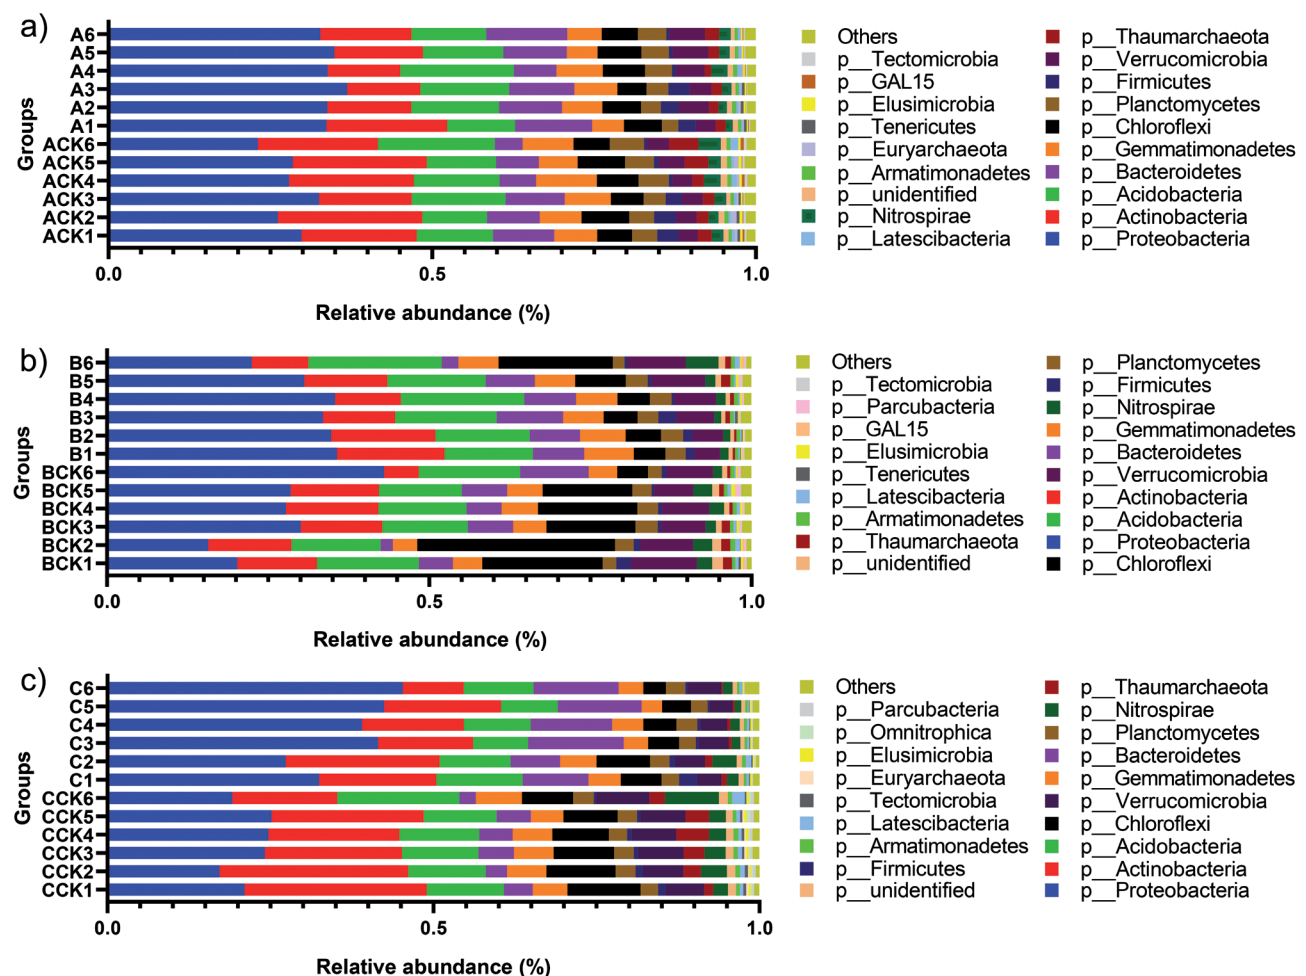 a)
Groups
A6
A5
A4
A3
A2
A1
ACK6
ACK5
ACK4
ACK3
ACK2
ACK1
0.0 0.5 1.0
Relative abundance (%)
Others
p__Tectomicrobia
p__GAL15
p__Elusimicrobia
p__Tenericutes
p__Euryarchaeota
p__Armatimonadetes
p__unidentified
p__Nitrospirae
p__Latescibacteria
p__Thaumarchaeota
p__Verrucomicrobia
p__Firmicutes
p__Planctomycetes
p__Chloroflexi
p__Gemmatimonadetes
p__Bacteroidetes
p__Acidobacteria
p__Actinobacteria
p__Proteobacteria
b)
Groups
B6
B5
B4
B3
B2
B1
BCK6
BCK5
BCK4
BCK3
BCK2
BCK1
0.0 0.5 1.0
Relative abundance (%)
Others
p__Tectomicrobia
p__Parcubacteria
p__GAL15
p__Elusimicrobia
p__Tenericutes
p__Latescibacteria
p__Armatimonadetes
p__Thaumarchaeota
p__unidentified
p__Planctomycetes
p__Firmicutes
p__Nitrospirae
p__Gemmatimonadetes
p__Bacteroidetes
p__Verrucomicrobia
p__Actinobacteria
p__Acidobacteria
p__Proteobacteria
p__Chloroflexi
c)
Groups
C6
C5
C4
C3
C2
C1
CCK6
CCK5
CCK4
CCK3
CCK2
CCK1
0.0 0.5 1.0
Relative abundance (%)
Others
p__Parcubacteria
p__Omnitrophica
p__Elusimicrobia
p__Euryarchaeota
p__Tectomicrobia
p__Latescibacteria
p__Armatimonadetes
p__Firmicutes
p__unidentified
p__Thaumarchaeota
p__Nitrospirae
p__Planctomycetes
p__Bacteroidetes
p__Gemmatimonadetes
p__Verrucomicrobia
p__Chloroflexi
p__Acidobacteria
p__Actinobacteria
p__Proteobacteria